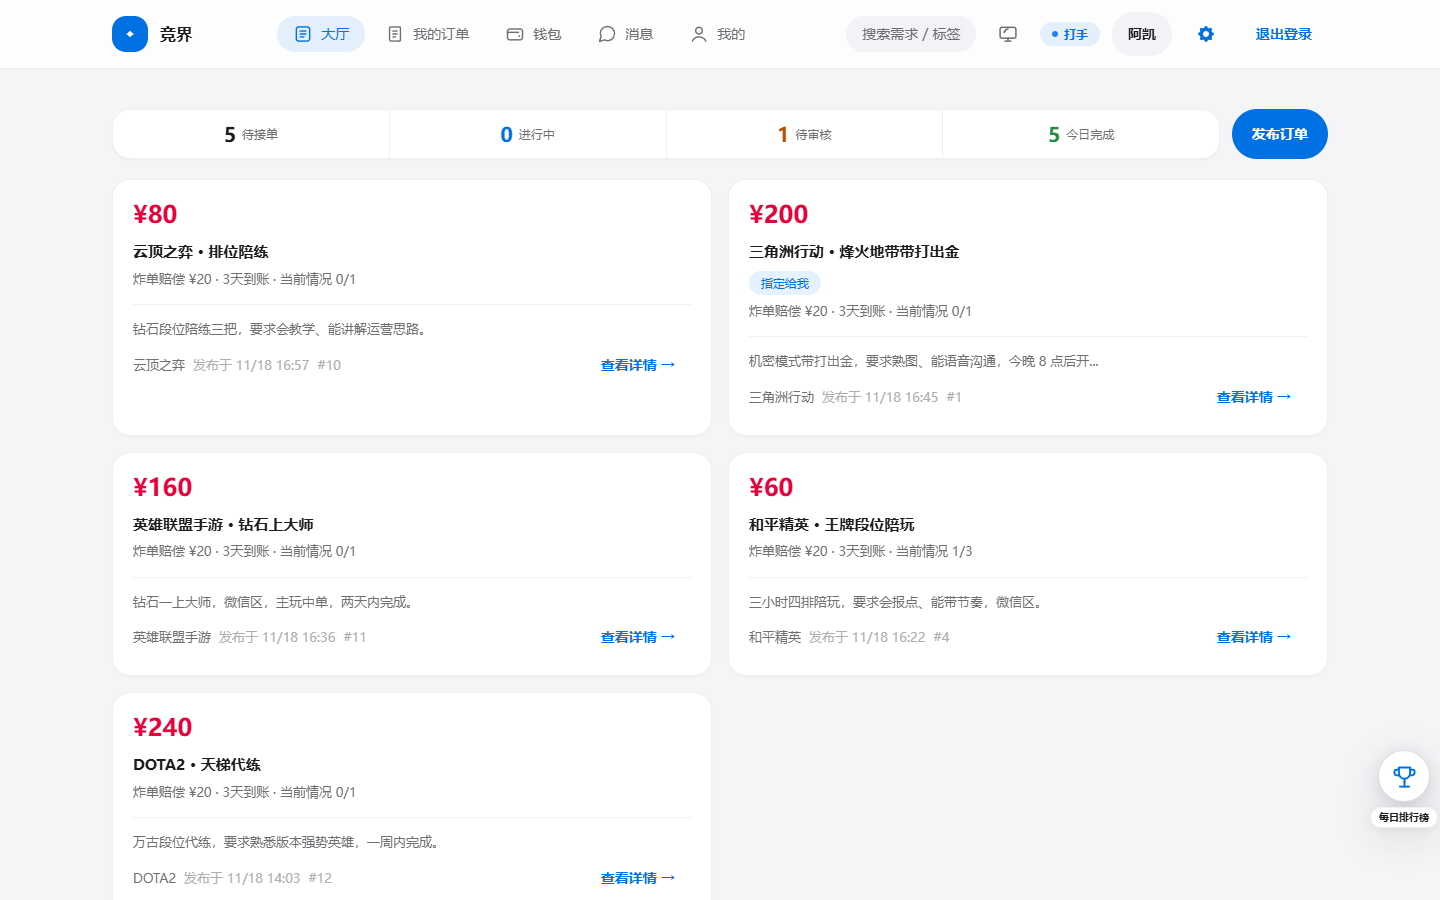 竞界
大厅
我的订单
钱包
消息
我的
搜索需求 / 标签
打手
阿凯
退出登录
5 待接单
0 进行中
1 待审核
5 今日完成
发布订单
¥80
云顶之弈 • 排位陪练
炸单赔偿 ¥20 · 3天到账 · 当前情况 0/1
钻石段位陪练三把，要求会教学、能讲解运营思路。
云顶之弈 发布于 11/18 16:57 #10
查看详情 →
¥200
三角洲行动 • 烽火地带带打出金
指定给我
炸单赔偿 ¥20 · 3天到账 · 当前情况 0/1
机密模式带打出金，要求熟图、能语音沟通，今晚 8 点后开...
三角洲行动 发布于 11/18 16:45 #1
查看详情 →
¥160
英雄联盟手游 • 钻石上大师
炸单赔偿 ¥20 · 3天到账 · 当前情况 0/1
钻石一上大师，微信区，主玩中单，两天内完成。
英雄联盟手游 发布于 11/18 16:36 #11
查看详情 →
¥60
和平精英 • 王牌段位陪玩
炸单赔偿 ¥20 · 3天到账 · 当前情况 1/3
三小时四排陪玩，要求会报点、能带节奏，微信区。
和平精英 发布于 11/18 16:22 #4
查看详情 →
¥240
DOTA2 • 天梯代练
炸单赔偿 ¥20 · 3天到账 · 当前情况 0/1
万古段位代练，要求熟悉版本强势英雄，一周内完成。
DOTA2 发布于 11/18 14:03 #12
查看详情 →
每日排行榜